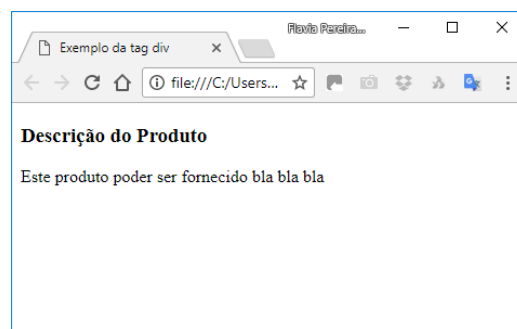 Flavia Pereira...
Exemplo da tag div
file:///C:/Users...
Descrição do Produto
Este produto poder ser fornecido bla bla bla